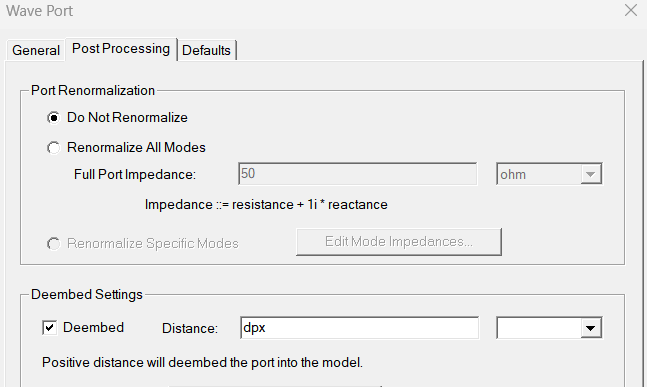 Wave Port
General Post Processing Defaults
Port Renormalization
Do Not Renormalize
Renormalize All Modes
Full Port Impedance: 50 ohm
Impedance ::= resistance + 1i * reactance
Renormalize Specific Modes Edit Mode Impedances...
Deembed Settings
Deembed Distance: dpx
Positive distance will deembed the port into the model.